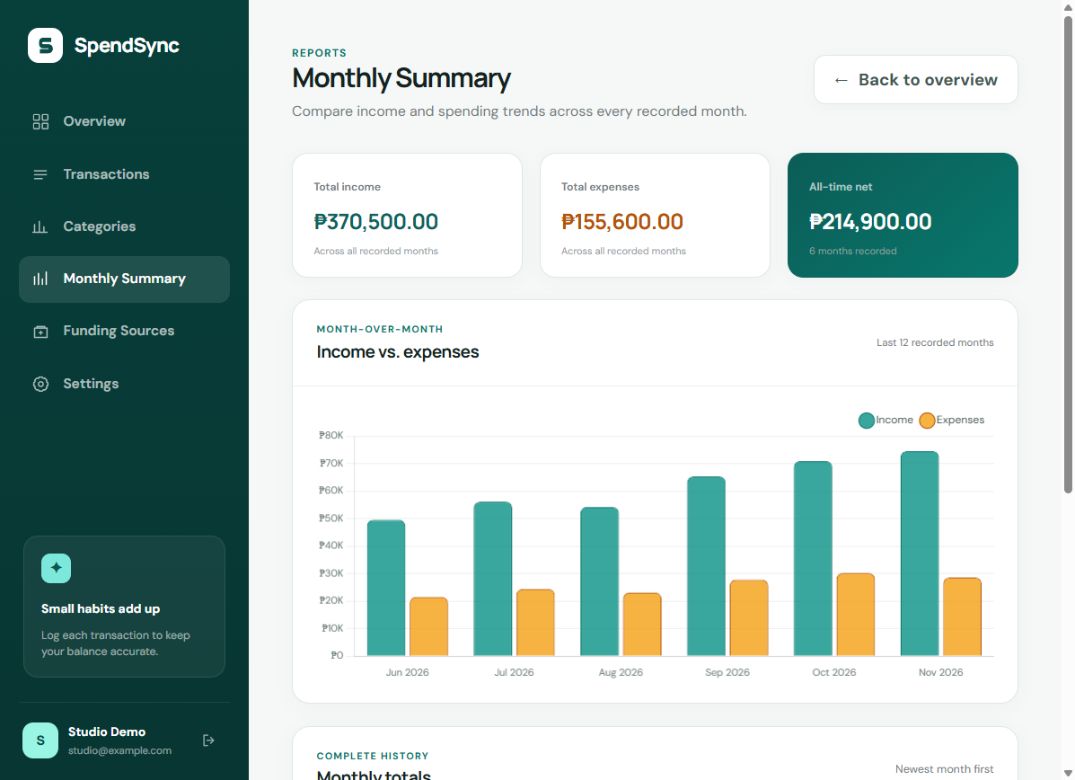 S SpendSync
Overview
Transactions
Categories
Monthly Summary
Funding Sources
Settings
Small habits add up
Log each transaction to keep
your balance accurate.
S
Studio Demo
studio@example.com
REPORTS
Monthly Summary
Compare income and spending trends across every recorded month.
← Back to overview
Total income
₱370,500.00
Across all recorded months
Total expenses
₱155,600.00
Across all recorded months
All-time net
₱214,900.00
6 months recorded
MONTH-OVER-MONTH
Income vs. expenses
Last 12 recorded months
Income Expenses
₱80K
₱70K
₱60K
₱50K
₱40K
₱30K
₱20K
₱10K
₱0
Jun 2026 Jul 2026 Aug 2026 Sep 2026 Oct 2026 Nov 2026
COMPLETE HISTORY
Monthly totals
Newest month first